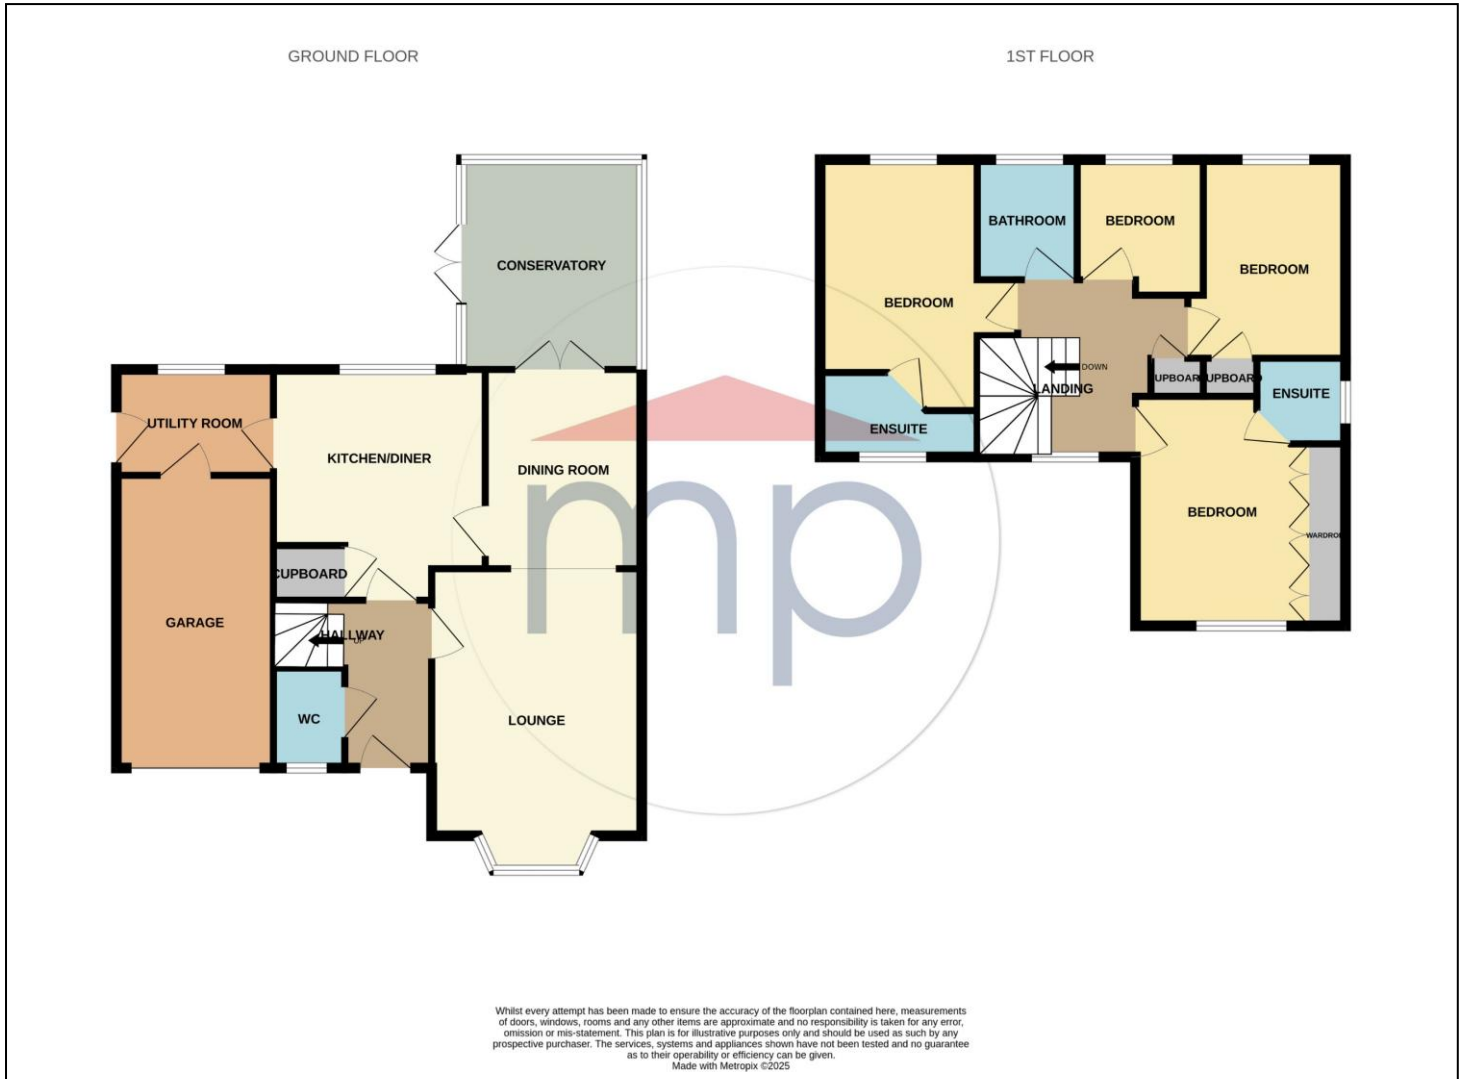 GROUND FLOOR
1ST FLOOR
CONSERVATORY
UTILITY ROOM
KITCHEN/DINER
DINING ROOM
CUPBOARD
GARAGE
HALLWAY
UP
WC
LOUNGE
BATHROOM
BEDROOM
BEDROOM
BEDROOM
DOWN
LANDING
UPBOAR
UPBOARD
ENSUITE
ENSUITE
BEDROOM
WARDROB
mp
Whilst every attempt has been made to ensure the accuracy of the floorplan contained here, measurements
of doors, windows, rooms and any other items are approximate and no responsibility is taken for any error,
omission or mis-statement. This plan is for illustrative purposes only and should be used as such by any
prospective purchaser. The services, systems and appliances shown have not been tested and no guarantee
as to their operability or efficiency can be given.
Made with Metropix ©2025